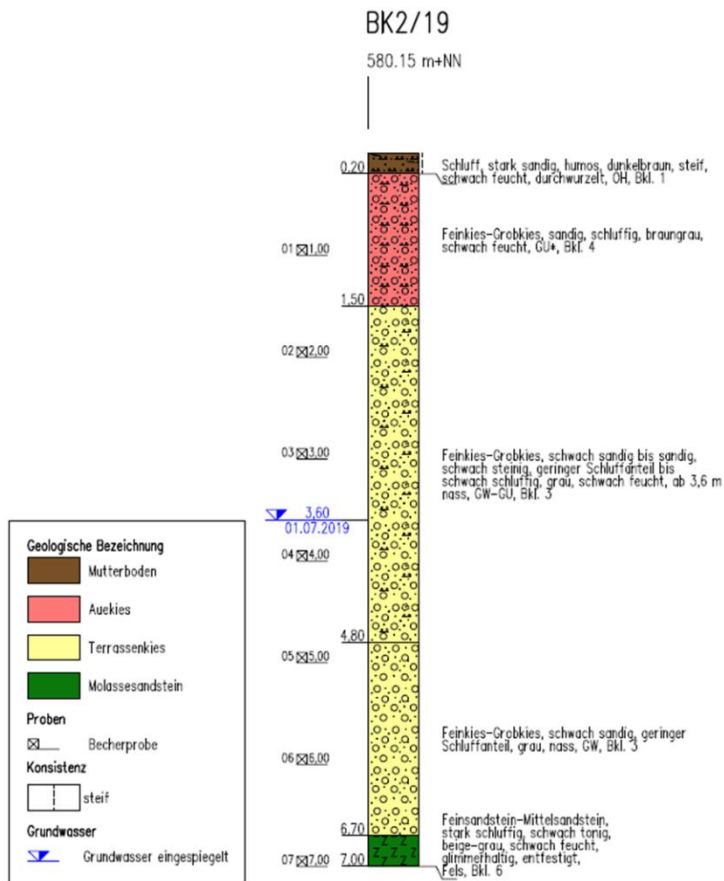 BK2/19
580.15 m+NN
0,20
Schluff, stark sandig, humos, dunkelbraun, steif,
schwach feucht, durchwurzelt, OH, Bkl. 1
Feinkies-Grobkies, sandig, schluffig, braungrau,
schwach feucht, GU*, Bkl. 4
01 1,00
1,50
02 2,00
03 3,00
Feinkies-Grobkies, schwach sandig bis sandig,
schwach steinig, geringer Schluffanteil bis
schwach schluffig, grau, schwach feucht, ab 3,6 m
nass, GW-GU, Bkl. 3
3,60
01.07.2019
04 4,00
4,80
05 5,00
Feinkies-Grobkies, schwach sandig, geringer
Schluffanteil, grau, nass, GW, Bkl. 3
06 6,00
6,70
Feinsandstein-Mittelsandstein,
stark schluffig, schwach tonig,
beige-grau, schwach feucht,
glimmerhaltig, entfestigt,
Fels, Bkl. 6
07 7,00
7,00
Z Z Z
Z Z Z Z
Geologische Bezeichnung
Mutterboden
Auekies
Terrassenkies
Molassesandstein
Proben
Becherprobe
Konsistenz
steif
Grundwasser
Grundwasser eingespiegelt